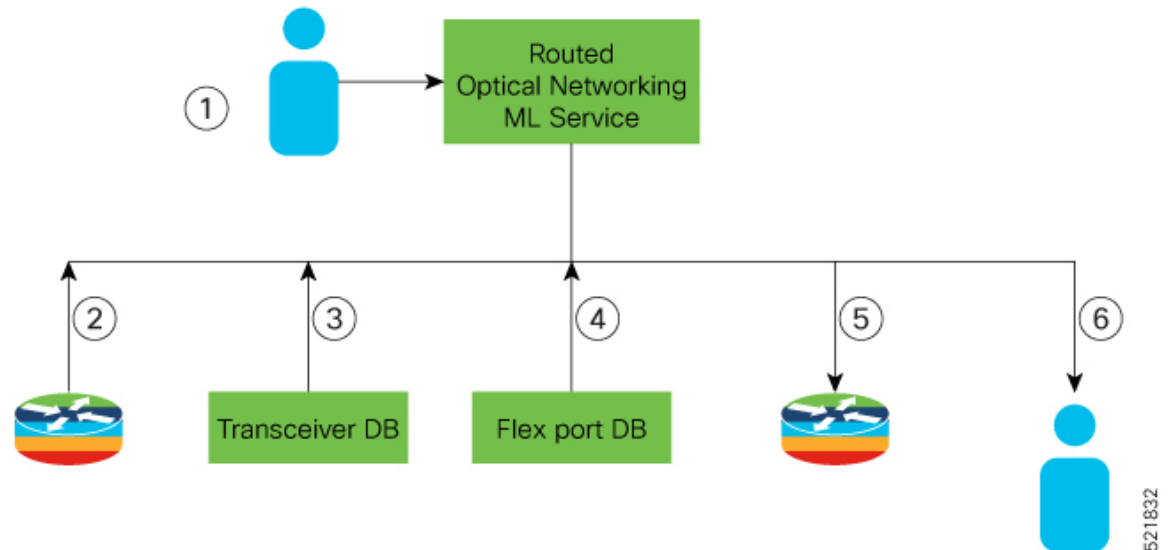 Routed
Optical Networking
ML Service
1
2
3
4
5
6
Transceiver DB
Flex port DB
521832